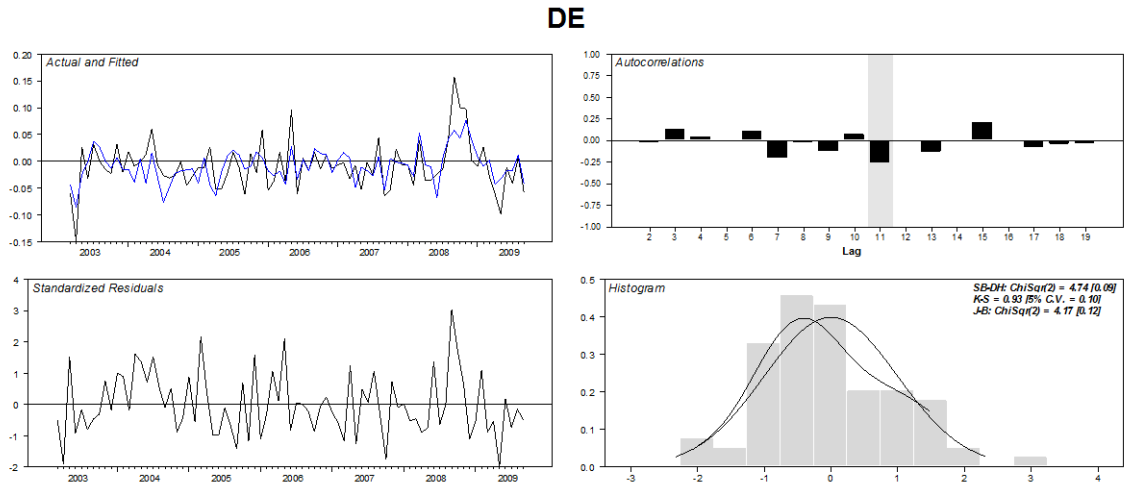 DE
Actual and Fitted
0.20
0.15
0.10
0.05
0.00
-0.05
-0.10
-0.15
2003 2004 2005 2006 2007 2008 2009
Autocorrelations
1.00
0.75
0.50
0.25
0.00
-0.25
-0.50
-0.75
-1.00
2 3 4 5 6 7 8 9 10 11 12 13 14 15 16 17 18 19
Lag
Standardized Residuals
4
3
2
1
0
-1
-2
2003 2004 2005 2006 2007 2008 2009
Histogram
SB-DH: ChiSqr(2) = 4.74 [0.09]
K-S = 0.93 [5% C.V. = 0.10]
J-B: ChiSqr(2) = 4.17 [0.12]
0.5
0.4
0.3
0.2
0.1
0.0
-3 -2 -1 0 1 2 3 4